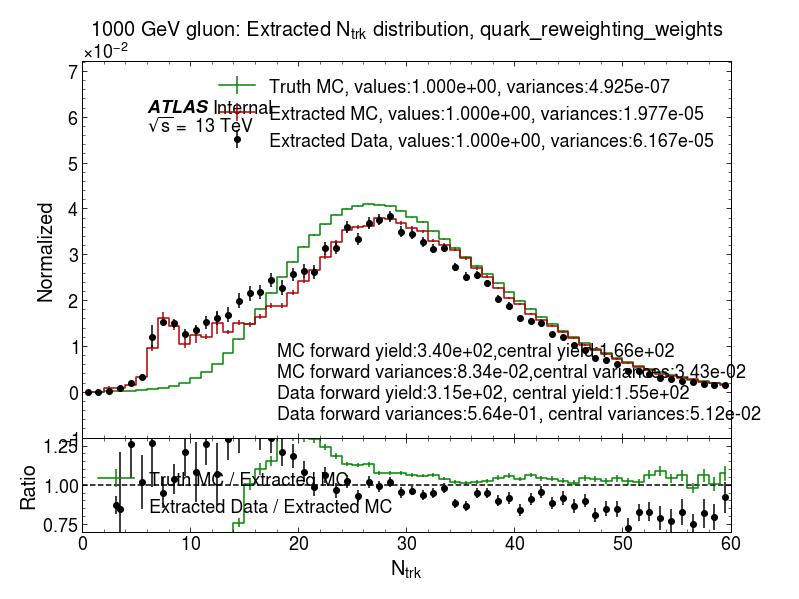 1000 GeV gluon: Extracted Ntrk distribution, quark_reweighting_weights
×10−2
7
6
5
4
3
2
1
0
−1
Normalized
ATLAS Internal
√s = 13 TeV
Truth MC, values:1.000e+00, variances:4.925e-07
Extracted MC, values:1.000e+00, variances:1.977e-05
Extracted Data, values:1.000e+00, variances:6.167e-05
MC forward yield:3.40e+02,central yield:1.66e+02
MC forward variances:8.34e-02,central variances:3.43e-02
Data forward yield:3.15e+02, central yield:1.55e+02
Data forward variances:5.64e-01, central variances:5.12e-02
1.25
1.00
0.75
Ratio
Truth MC / Extracted MC
Extracted Data / Extracted MC
0 10 20 30 40 50 60
Ntrk